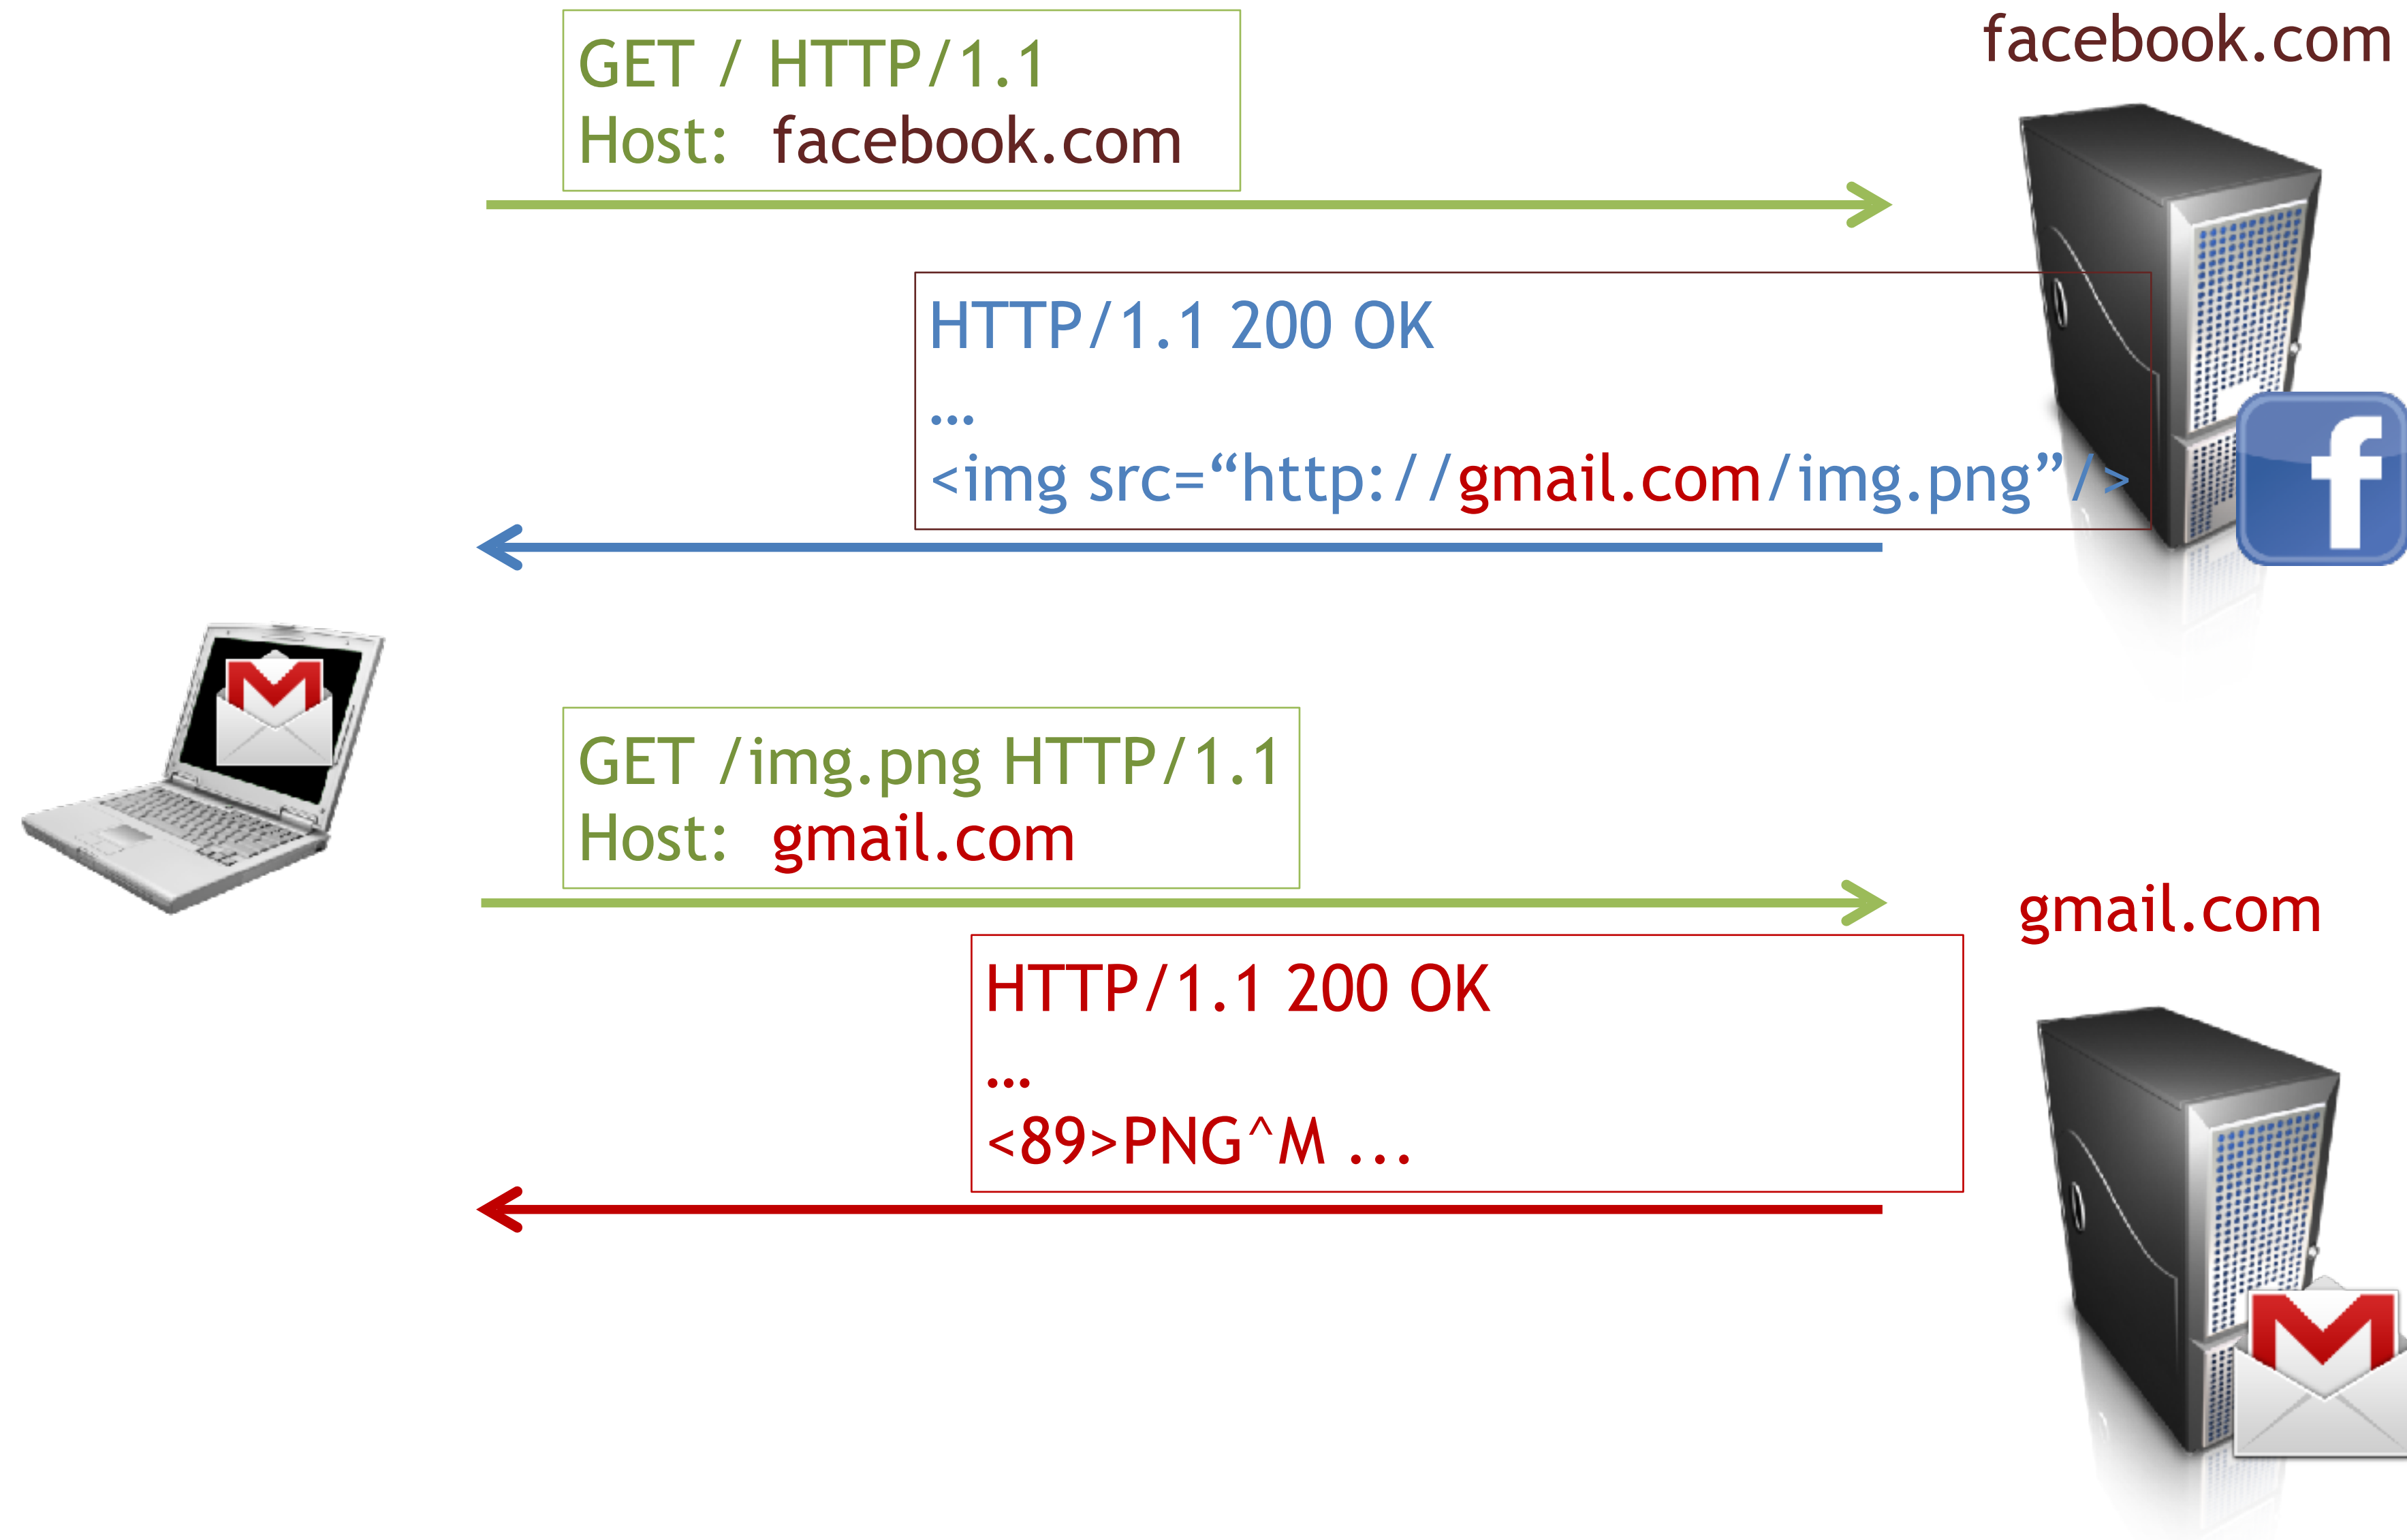 facebook.com
GET / HTTP/1.1
Host: facebook.com
HTTP/1.1 200 OK
…
<img src=“http://gmail.com/img.png”/>
GET /img.png HTTP/1.1
Host: gmail.com
gmail.com
HTTP/1.1 200 OK
…
<89>PNG^M ...